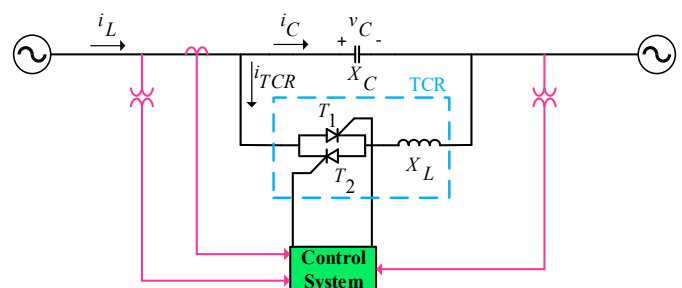 i_L
i_C
v_C
+ -
X_C
i_TCR
TCR
T_1
T_2
X_L
Control
System